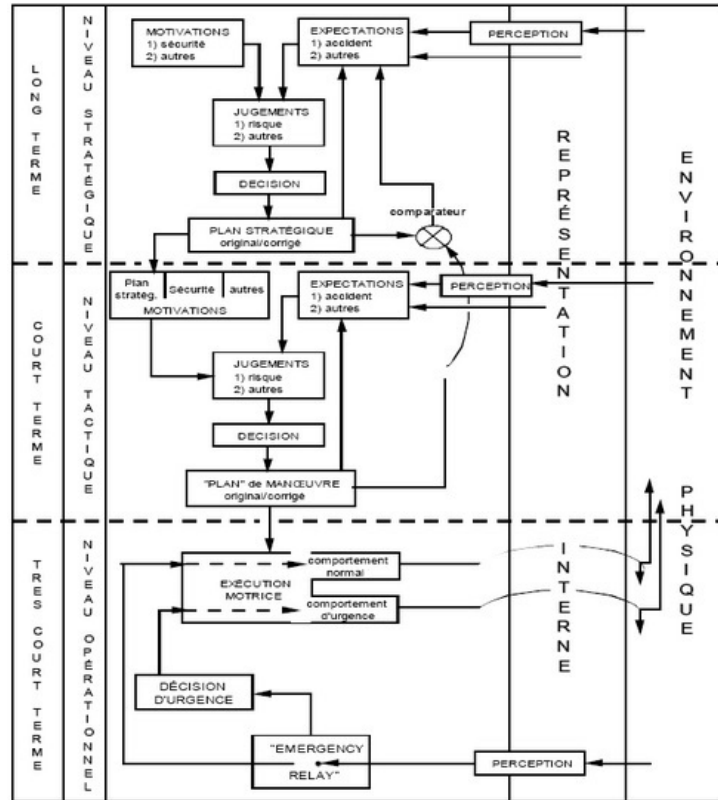 LONG TERME
NIVEAU STRATÉGIQUE
MOTIVATIONS
1) sécurité
2) autres
EXPECTATIONS
1) accident
2) autres
PERCEPTION
JUGEMENTS
1) risque
2) autres
DECISION
comparateur
PLAN STRATÉGIQUE
original/corrigé
COURT TERME
NIVEAU TACTIQUE
Plan
stratég.
Sécurité
autres
MOTIVATIONS
EXPECTATIONS
1) accident
2) autres
PERCEPTION
JUGEMENTS
1) risque
2) autres
DECISION
"PLAN" de MANŒUVRE
original/corrigé
TRES COURT TERME
NIVEAU OPÉRATIONNEL
EXÉCUTION
MOTRICE
comportement
normal
comportement
d'urgence
DÉCISION
D'URGENCE
"EMERGENCY
RELAY"
PERCEPTION
REPRÉSENTATION INTERNE
ENVIRONNEMENT PHYSIQUE